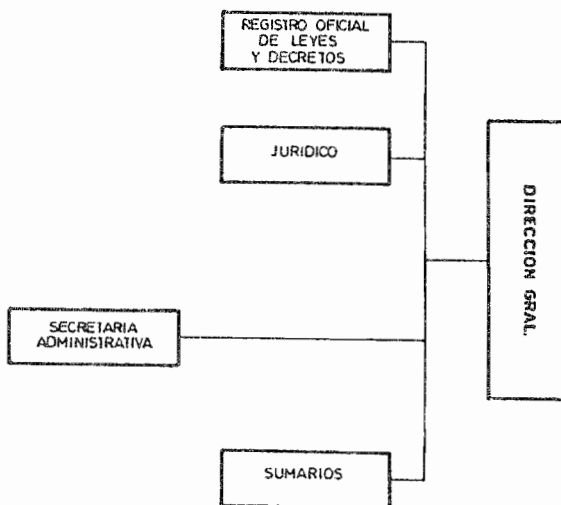 REGISTRO OFICIAL
DE LEYES
Y DECRETOS
JURIDICO
DIRECCION GRAL.
SECRETARIA
ADMINISTRATIVA
SUMARIOS